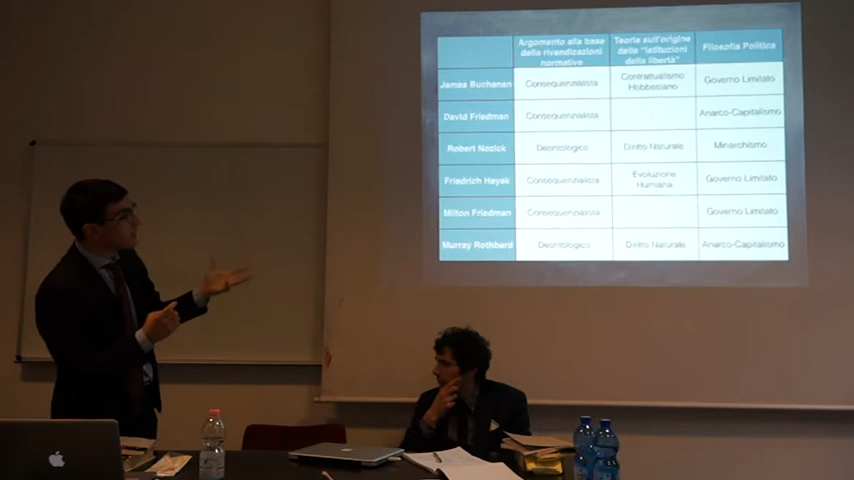 Argomento alla base della rivendicazioni normative
Teoria sull'origine delle "istituzioni della libertà"
Filosofia Politica
James Buchanan
Consequenzialista
Contrattualismo Hobbesiano
Governo Limitato
David Friedman
Consequenzialista
Anarco-Capitalismo
Robert Nozick
Deontologico
Diritto Naturale
Minarchismo
Friedrich Hayek
Consequenzialista
Evoluzione Humana
Governo Limitato
Milton Friedman
Consequenzialista
Governo Limitato
Murray Rothbard
Deontologico
Diritto Naturale
Anarco-Capitalismo